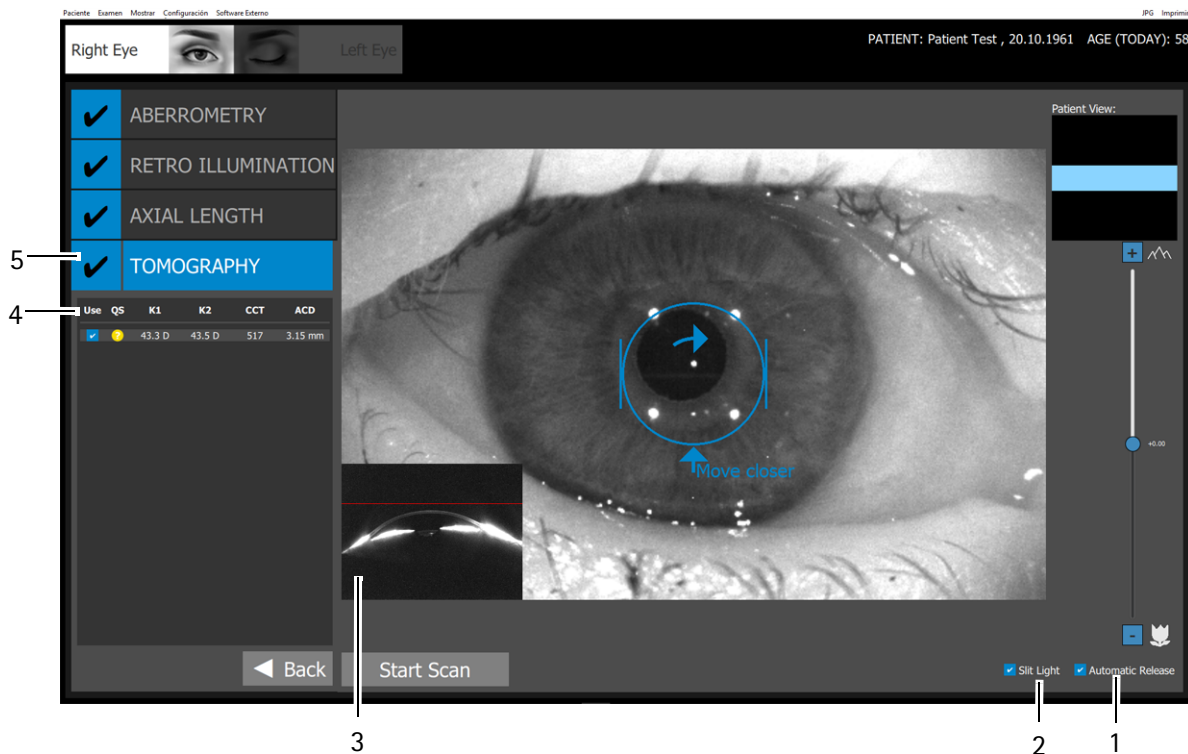 Paciente Examen Mostrar Configuración Software Externo JPG Imprimir
Right Eye Left Eye PATIENT: Patient Test , 20.10.1961 AGE (TODAY): 58
Patient View:
ABERROMETRY
RETRO ILLUMINATION
AXIAL LENGTH
5 TOMOGRAPHY
+
4 Use QS K1 K2 CCT ACD
? 43.3 D 43.5 D 517 3.15 mm
+0.00
Move closer
-
Back Start Scan Slit Light Automatic Release
3 2 1